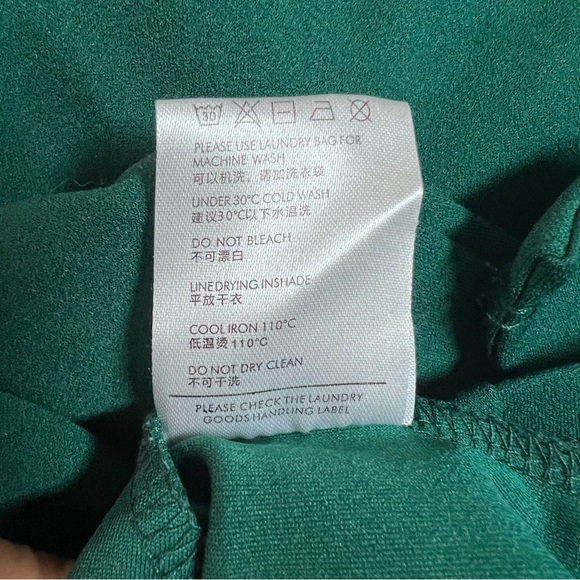 30
PLEASE USE LAUNDRY BAG FOR
MACHINE WASH
可以机洗，请加洗衣袋
UNDER 30°C COLD WASH
建议30°C以下水温洗
DO NOT BLEACH
不可漂白
LINE DRYING INSHADE
平放干衣
COOL IRON 110°C
低温烫110°C
DO NOT DRY CLEAN
不可干洗
PLEASE CHECK THE LAUNDRY
GOODS HANDLING LABEL